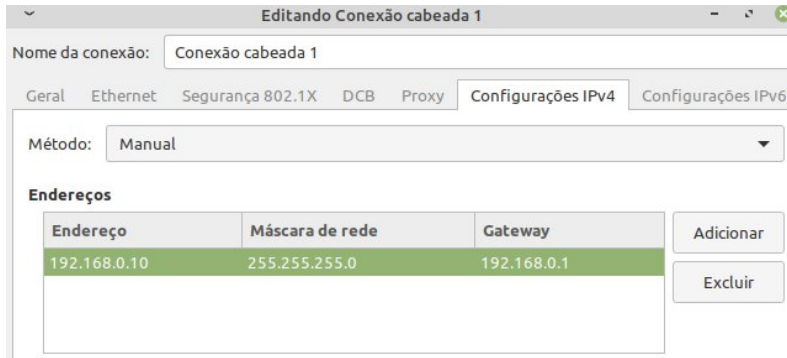 Editando Conexão cabeada 1
Nome da conexão: Conexão cabeada 1
Geral Ethernet Segurança 802.1X DCB Proxy Configurações IPv4 Configurações IPv6
Método: Manual
Endereços
Endereço Máscara de rede Gateway Adicionar
192.168.0.10 255.255.255.0 192.168.0.1
Excluir